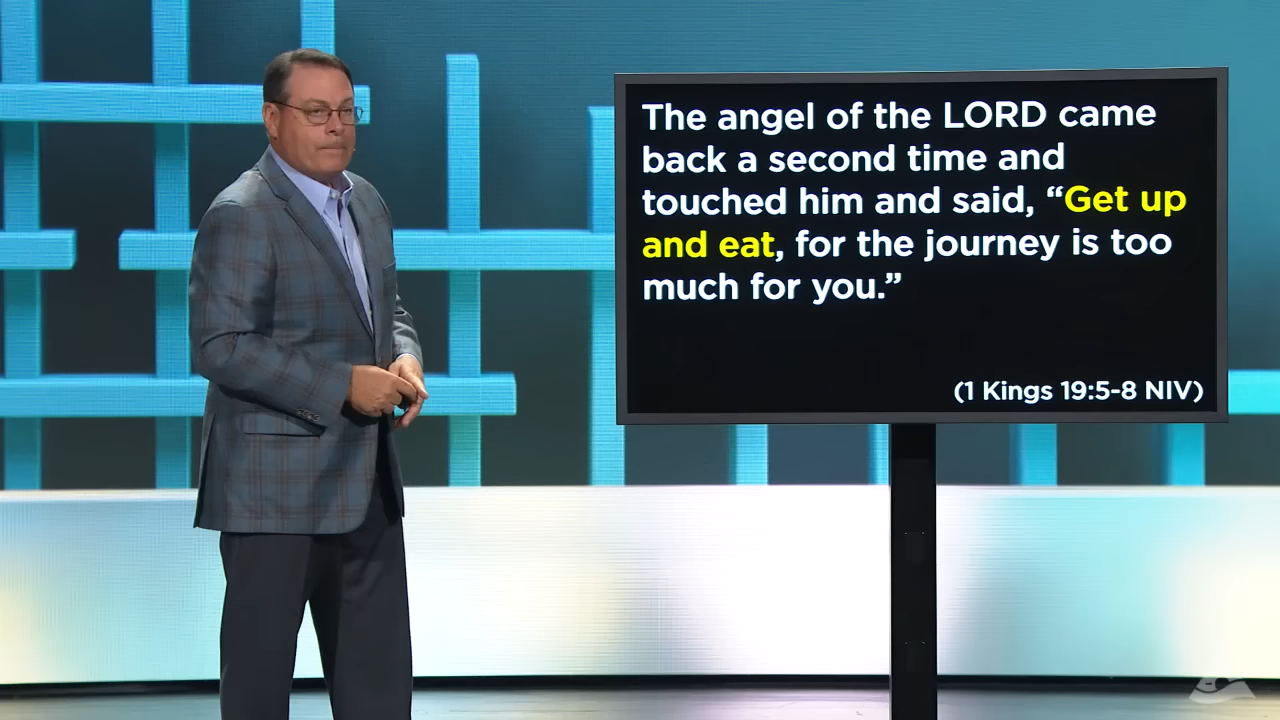 The angel of the LORD came
back a second time and
touched him and said, “Get up
and eat, for the journey is too
much for you.”
(1 Kings 19:5-8 NIV)